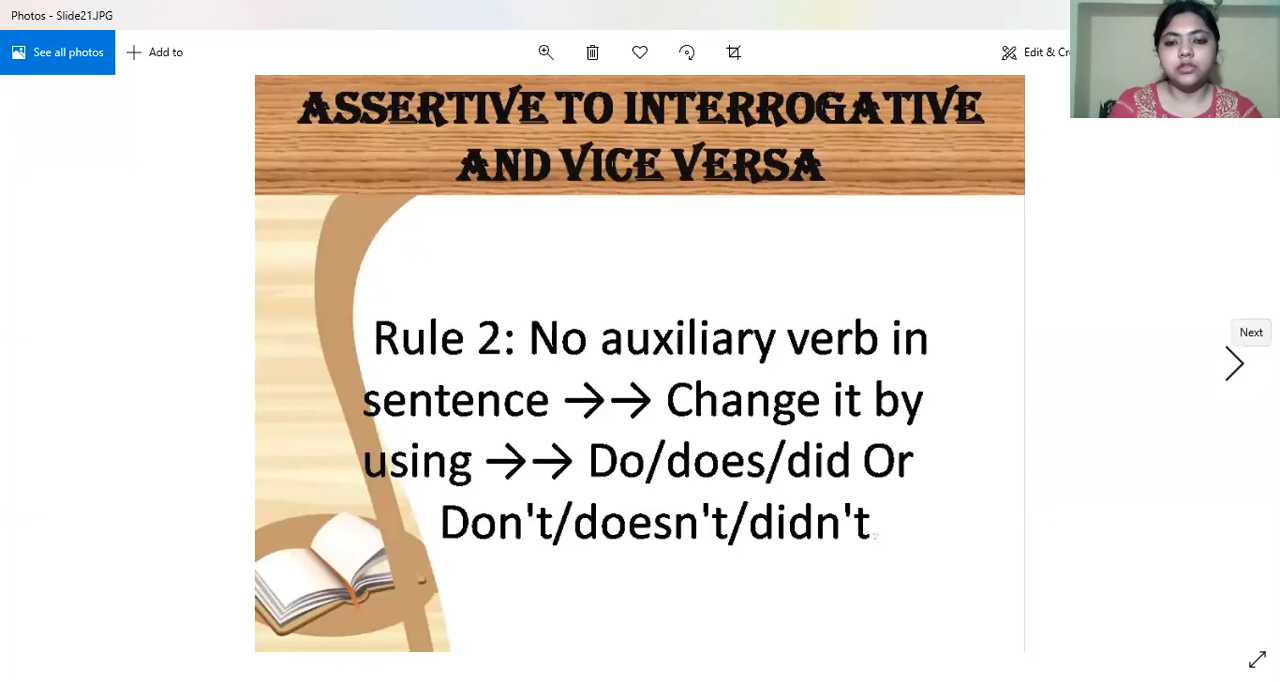 Photos - Slide21.JPG
See all photos
Add to
Edit & Cr
ASSERTIVE TO INTERROGATIVE
AND VICE VERSA
Rule 2: No auxiliary verb in
sentence →→ Change it by
using →→ Do/does/did Or
Don't/doesn't/didn't.
Next